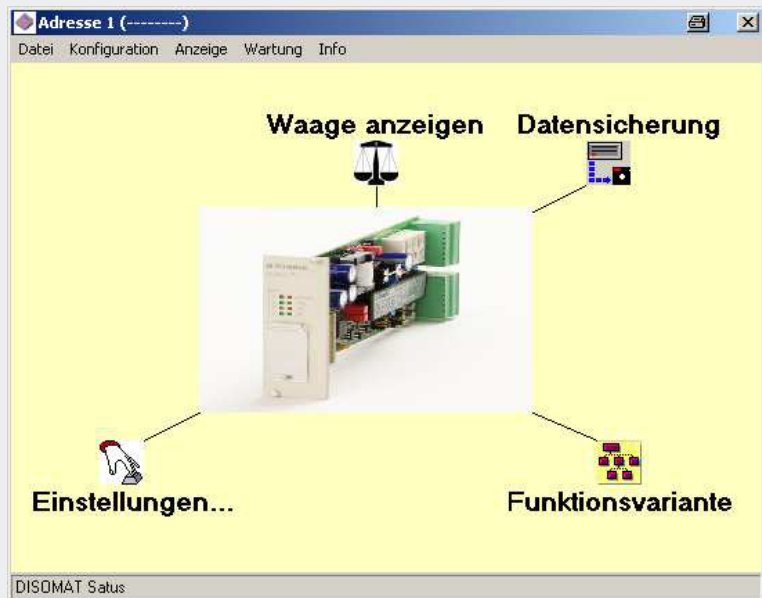 Adresse 1 (--------)
Datei Konfiguration Anzeige Wartung Info
Waage anzeigen Datensicherung
Einstellungen... Funktionsvariante
DISOMAT Satus